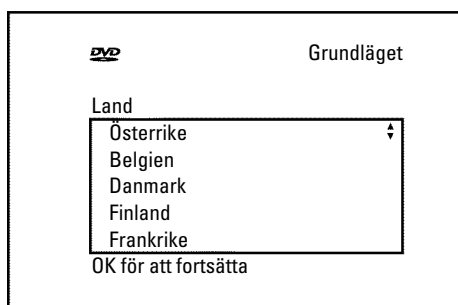 DVD
Grundläget
Land
Österrike
Belgien
Danmark
Finland
Frankrike
OK för att fortsätta